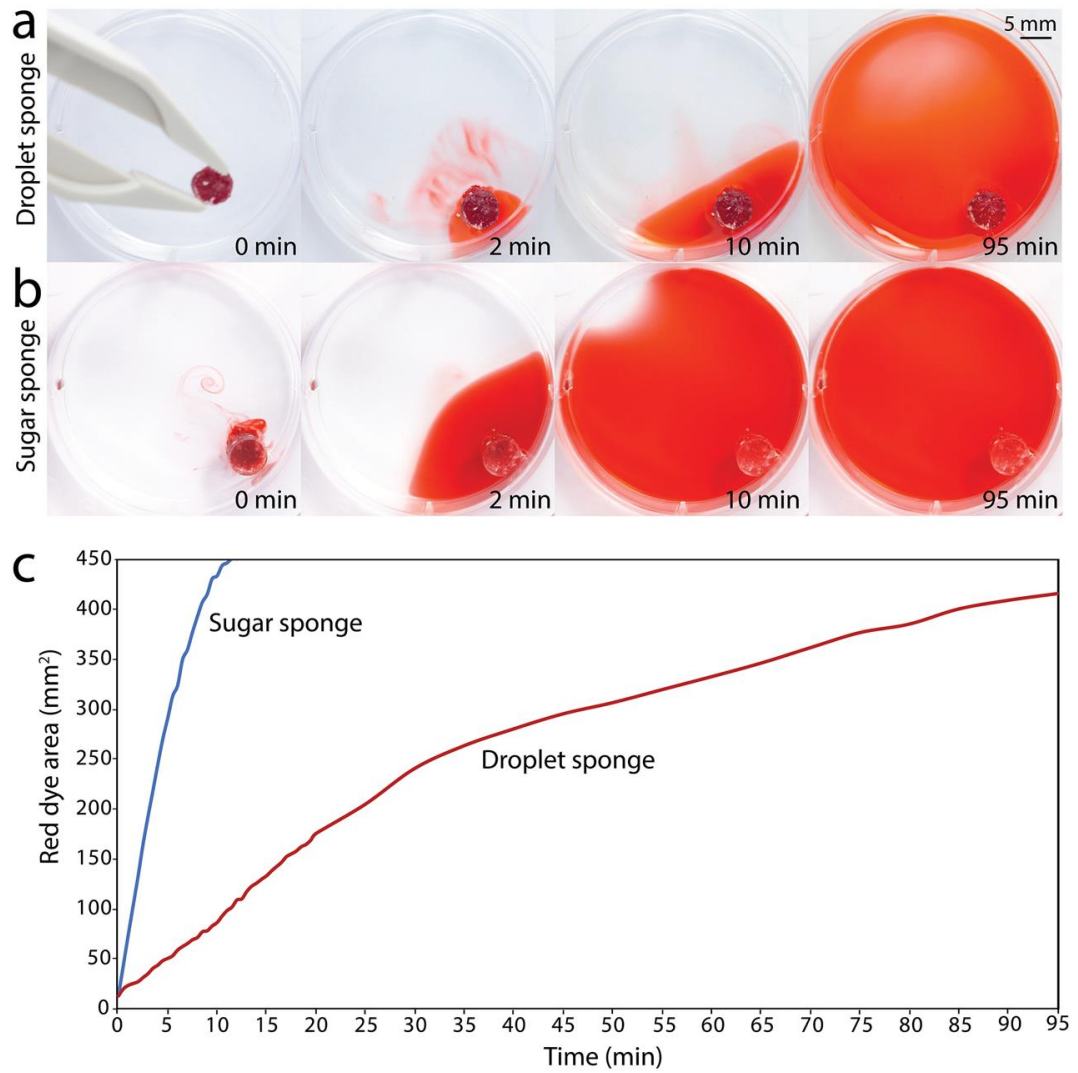 a
Droplet sponge
5 mm
0 min
2 min
10 min
95 min
b
Sugar sponge
0 min
2 min
10 min
95 min
c
Red dye area (mm²)
450
400
350
300
250
200
150
100
50
0
Sugar sponge
Droplet sponge
0 5 10 15 20 25 30 35 40 45 50 55 60 65 70 75 80 85 90 95
Time (min)